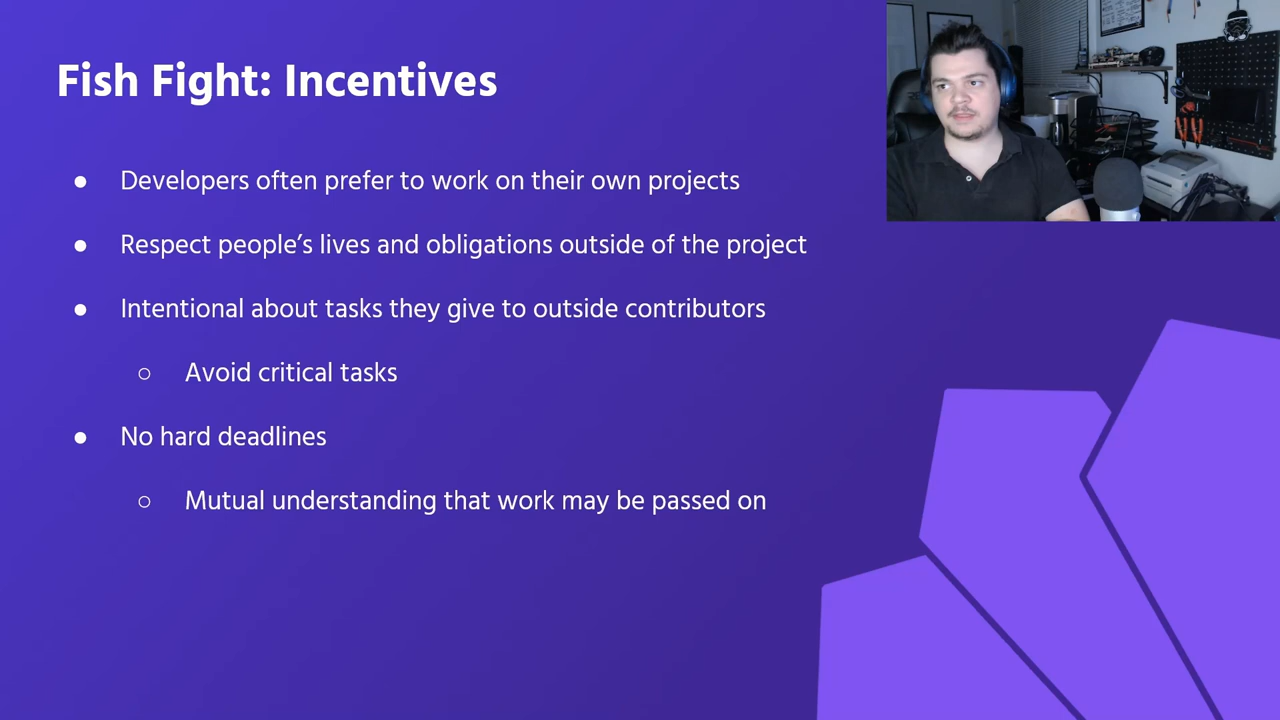 Fish Fight: Incentives
● Developers often prefer to work on their own projects
● Respect people’s lives and obligations outside of the project
● Intentional about tasks they give to outside contributors
○ Avoid critical tasks
● No hard deadlines
○ Mutual understanding that work may be passed on